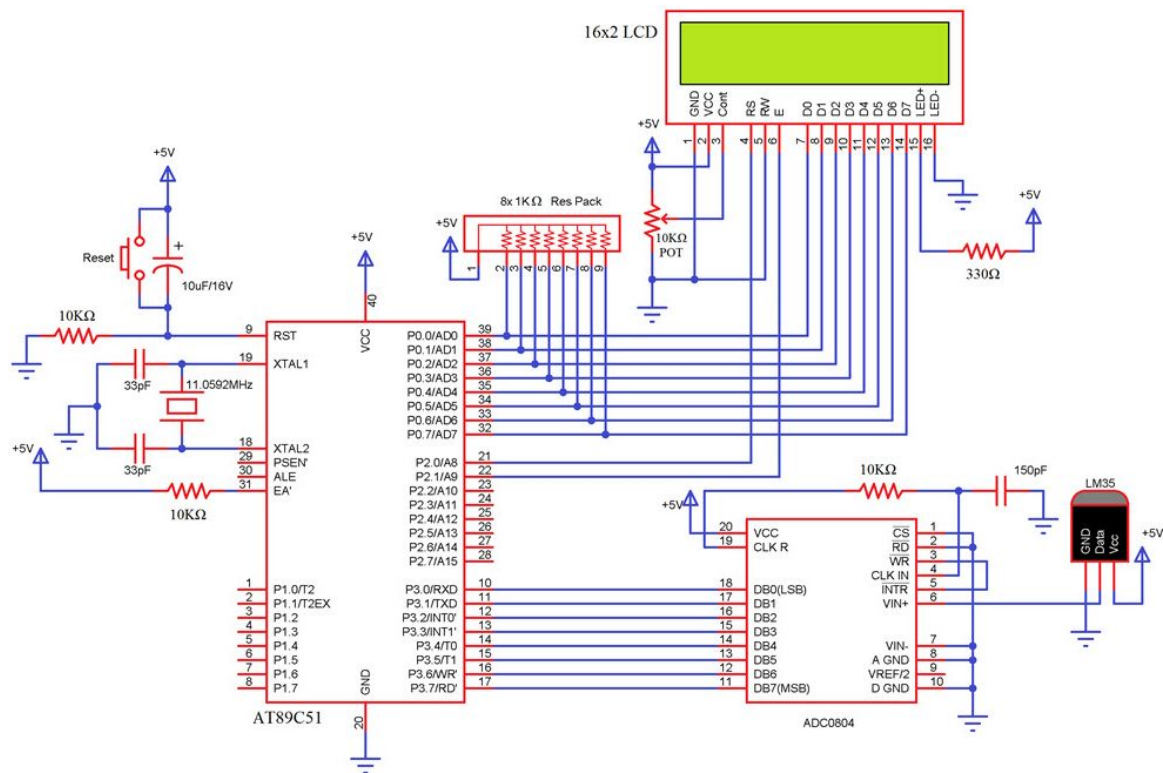 16x2 LCD
GND
VCC
Cont
RS
RW
E
D0
D1
D2
D3
D4
D5
D6
D7
LED+
LED-
1
2
3
4
5
6
7
8
9
10
11
12
13
14
15
16
+5V
10KΩ
POT
+5V
330Ω
8x 1KΩ Res Pack
+5V
1
2
3
4
5
6
7
8
9
+5V
Reset
+
10uF/16V
10KΩ
33pF
11.0592MHz
33pF
+5V
10KΩ
+5V
40
VCC
9 RST
19 XTAL1
18 XTAL2
29 PSEN'
30 ALE
31 EA'
1 P1.0/T2
2 P1.1/T2EX
3 P1.2
4 P1.3
5 P1.4
6 P1.5
7 P1.6
8 P1.7
P0.0/AD0 39
P0.1/AD1 38
P0.2/AD2 37
P0.3/AD3 36
P0.4/AD4 35
P0.5/AD5 34
P0.6/AD6 33
P0.7/AD7 32
P2.0/A8 21
P2.1/A9 22
P2.2/A10 23
P2.3/A11 24
P2.4/A12 25
P2.5/A13 26
P2.6/A14 27
P2.7/A15 28
P3.0/RXD 10
P3.1/TXD 11
P3.2/INT0' 12
P3.3/INT1' 13
P3.4/T0 14
P3.5/T1 15
P3.6/WR' 16
P3.7/RD' 17
GND
20
AT89C51
10KΩ
150pF
+5V
20 VCC
19 CLK R
18 DB0(LSB)
17 DB1
16 DB2
15 DB3
14 DB4
13 DB5
12 DB6
11 DB7(MSB)
CS 1
RD 2
WR 3
CLK IN 4
INTR 5
VIN+ 6
VIN- 7
A GND 8
VREF/2 9
D GND 10
ADC0804
LM35
GND
Data
Vcc
+5V